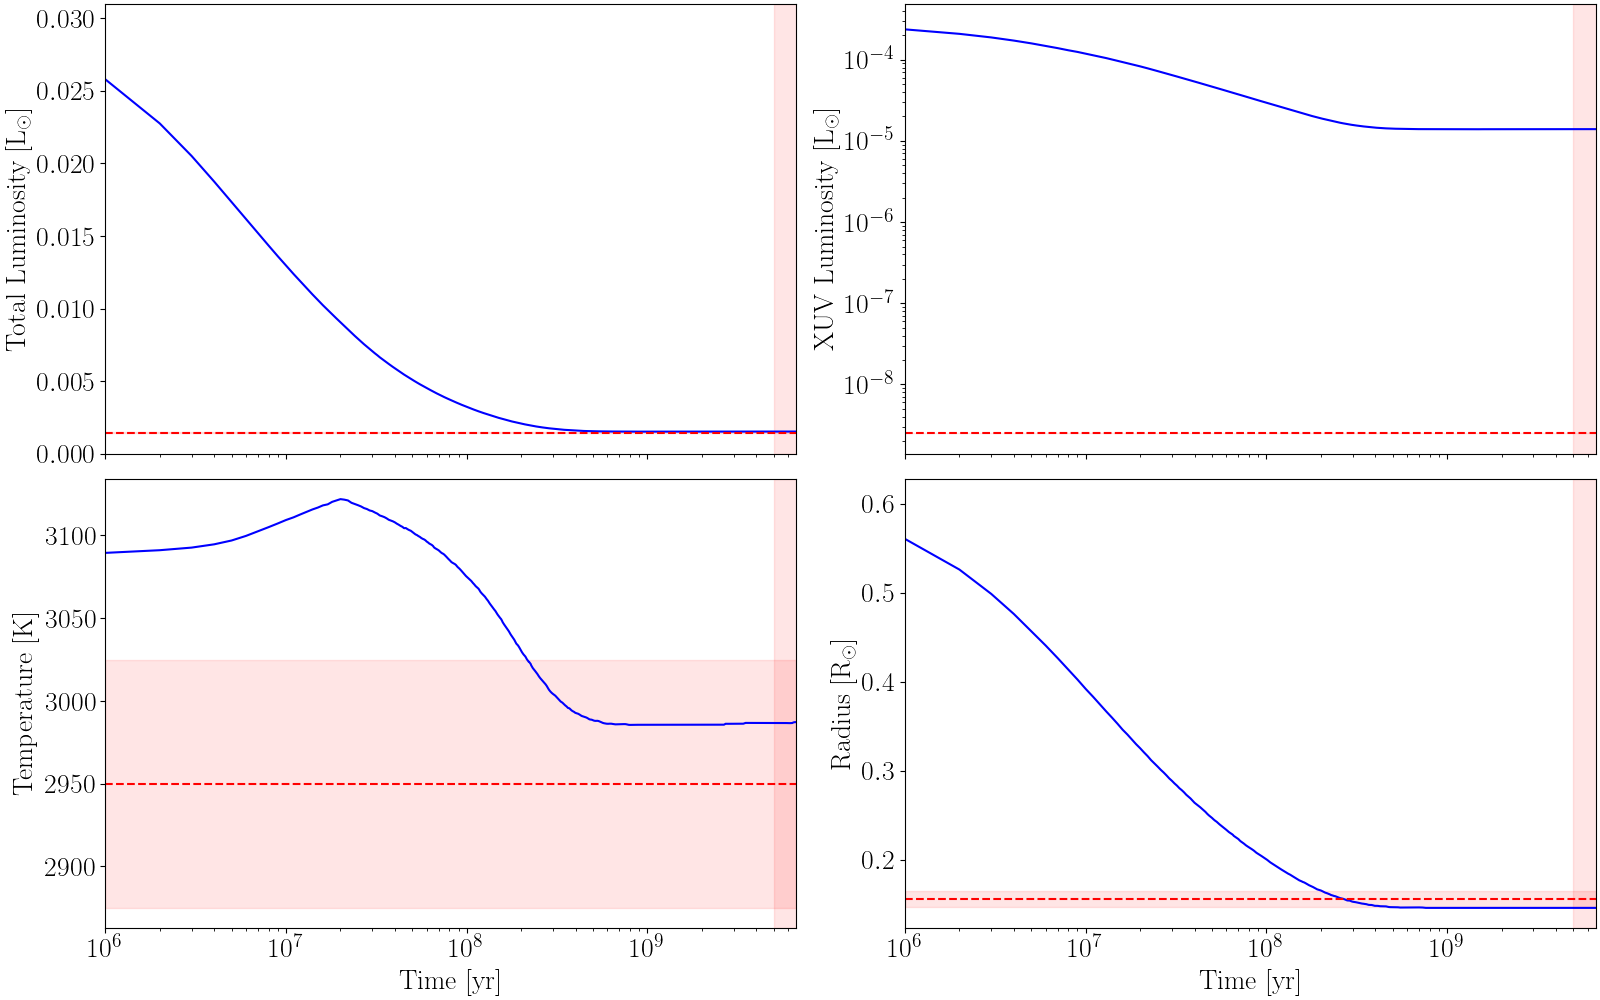 Total Luminosity [L⊙]
0.030
0.025
0.020
0.015
0.010
0.005
0.000
XUV Luminosity [L⊙]
10⁻⁴
10⁻⁵
10⁻⁶
10⁻⁷
10⁻⁸
Temperature [K]
3100
3050
3000
2950
2900
10⁶ 10⁷ 10⁸ 10⁹
Time [yr]
Radius [R⊙]
0.6
0.5
0.4
0.3
0.2
10⁶ 10⁷ 10⁸ 10⁹
Time [yr]